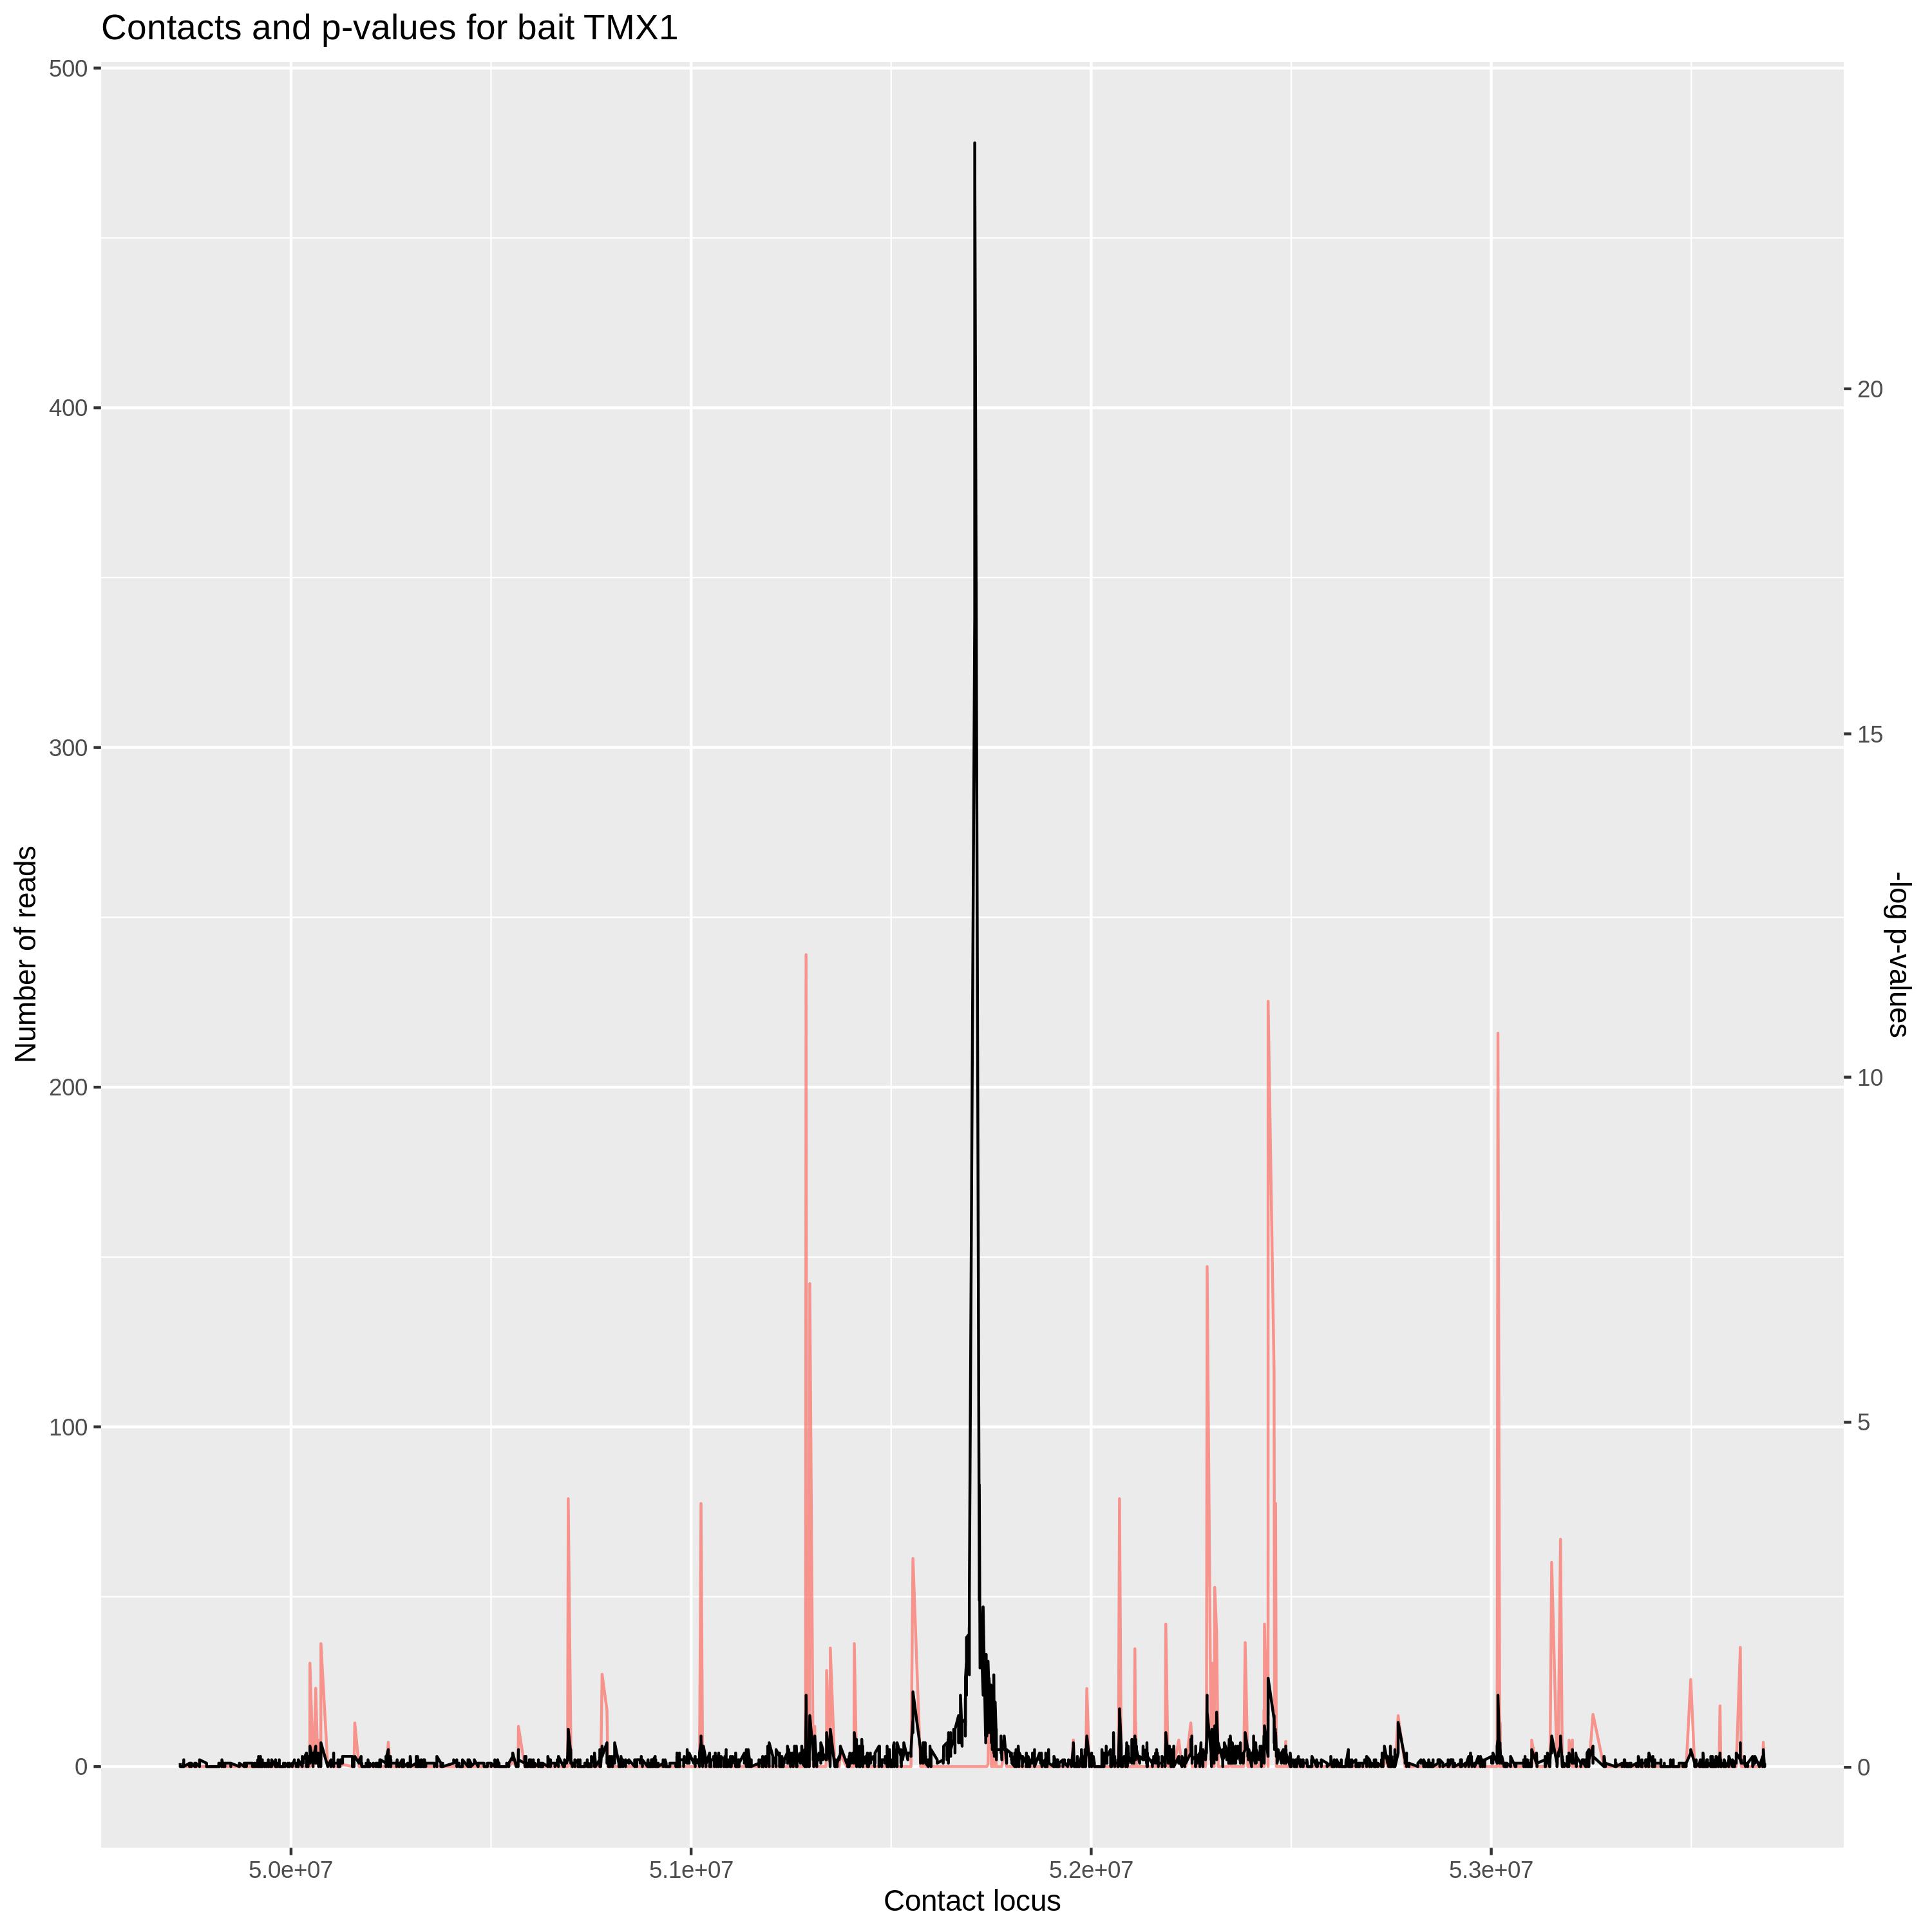 Contacts and p-values for bait TMX1
500
400
300
200
100
0
Number of reads
20
15
10
5
0
-log p-values
5.0e+07
5.1e+07
5.2e+07
5.3e+07
Contact locus